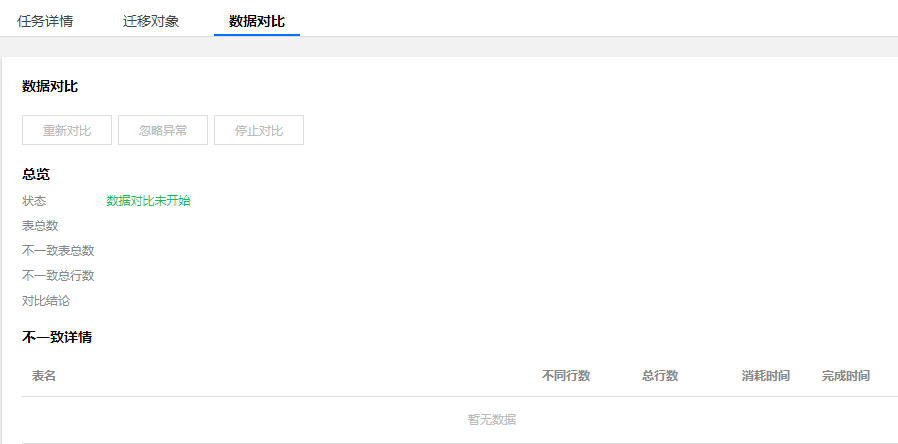 任务详情 迁移对象 数据对比
数据对比
重新对比 忽略异常 停止对比
总览
状态 数据对比未开始
表总数
不一致表总数
不一致总行数
对比结论
不一致详情
表名 不同行数 总行数 消耗时间 完成时间
暂无数据